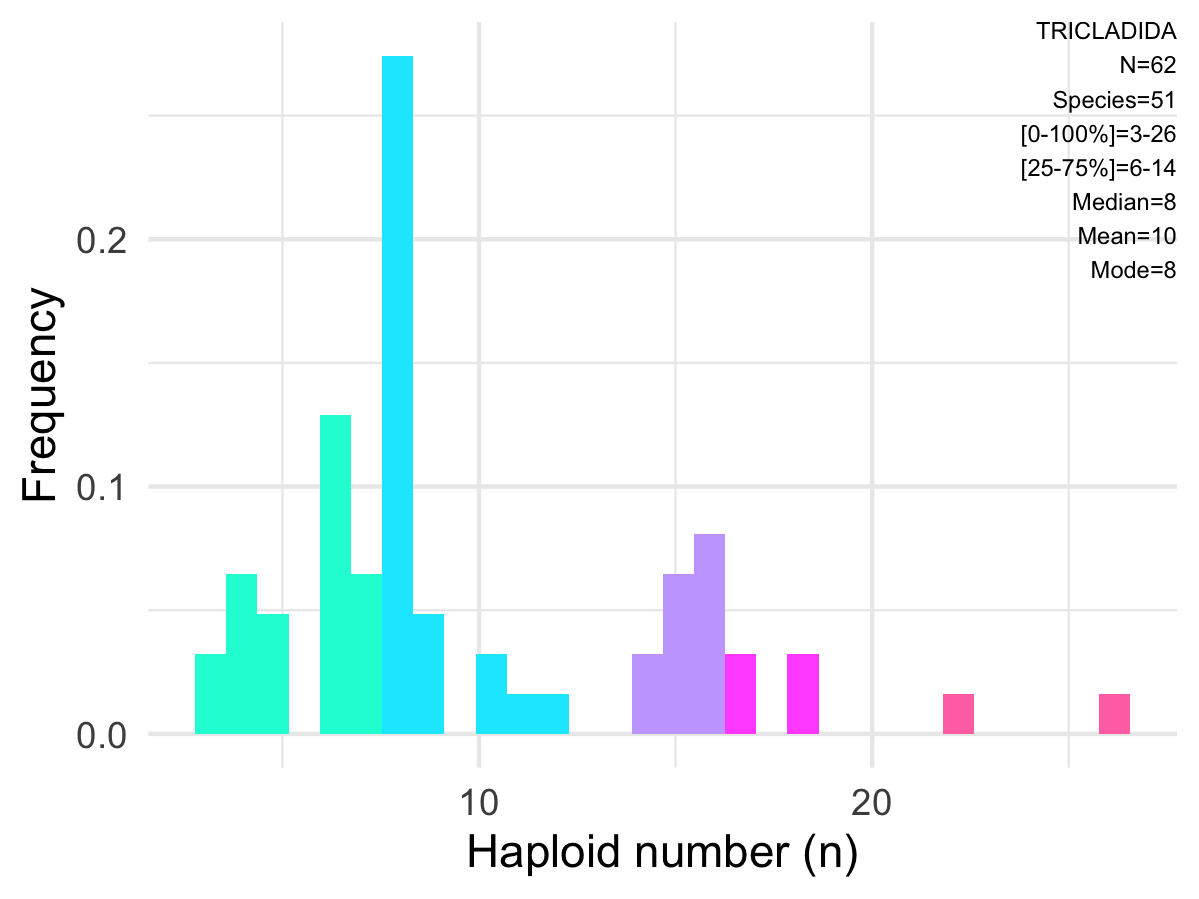 TRICLADIDA
N=62
Species=51
[0-100%]=3-26
[25-75%]=6-14
Median=8
Mean=10
Mode=8
0.2
0.1
0.0
Frequency
10 20
Haploid number (n)